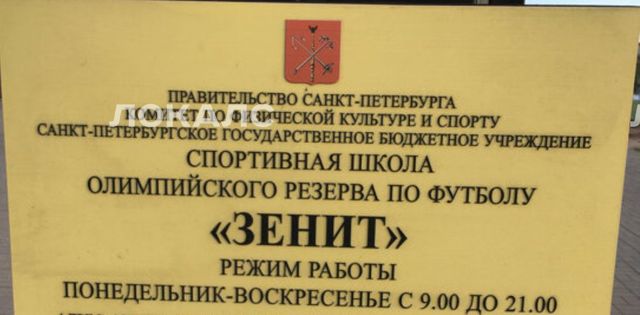 ПРАВИТЕЛЬСТВО САНКТ-ПЕТЕРБУРГА
КОМИТЕТ ПО ФИЗИЧЕСКОЙ КУЛЬТУРЕ И СПОРТУ
САНКТ-ПЕТЕРБУРГСКОЕ ГОСУДАРСТВЕННОЕ БЮДЖЕТНОЕ УЧРЕЖДЕНИЕ
СПОРТИВНАЯ ШКОЛА
ОЛИМПИЙСКОГО РЕЗЕРВА ПО ФУТБОЛУ
«ЗЕНИТ»
РЕЖИМ РАБОТЫ
ПОНЕДЕЛЬНИК-ВОСКРЕСЕНЬЕ С 9.00 ДО 21.00